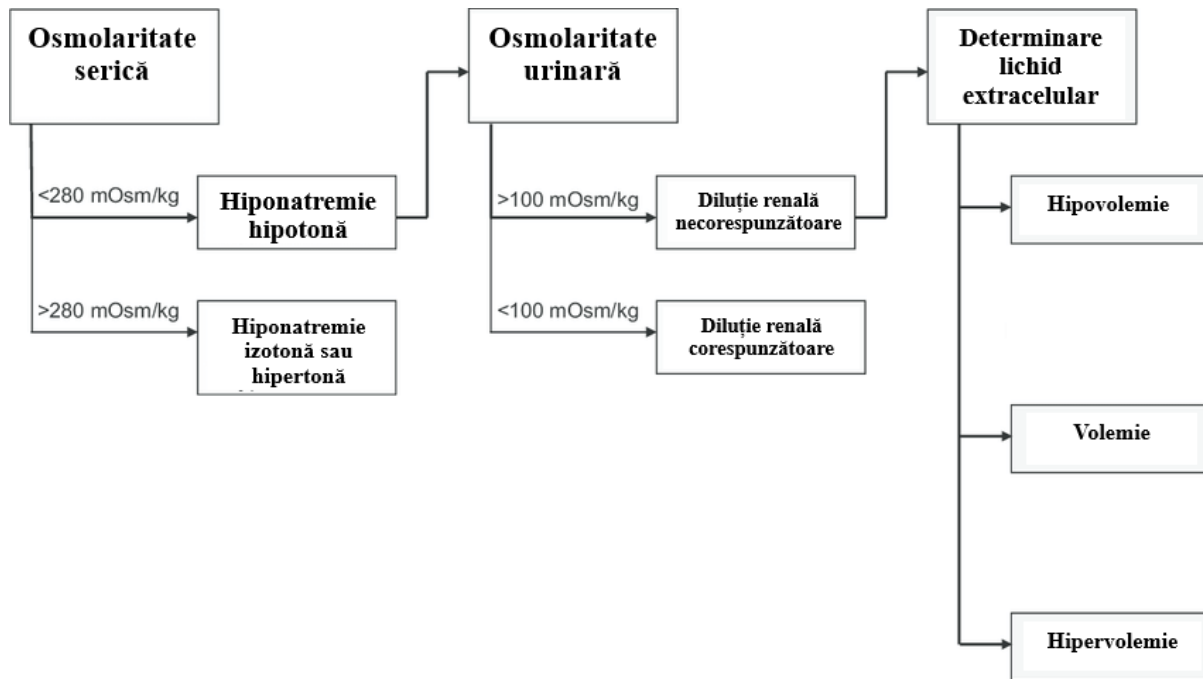 Osmolaritate
serică
<280 mOsm/kg
Hiponatremie
hipotonă
>280 mOsm/kg
Hiponatremie
izotonă sau
hipertonă
Osmolaritate
urinară
>100 mOsm/kg
Diluție renală
necorespunzătoare
<100 mOsm/kg
Diluție renală
corespunzătoare
Determinare
lichid
extracelular
Hipovolemie
Volemie
Hipervolemie